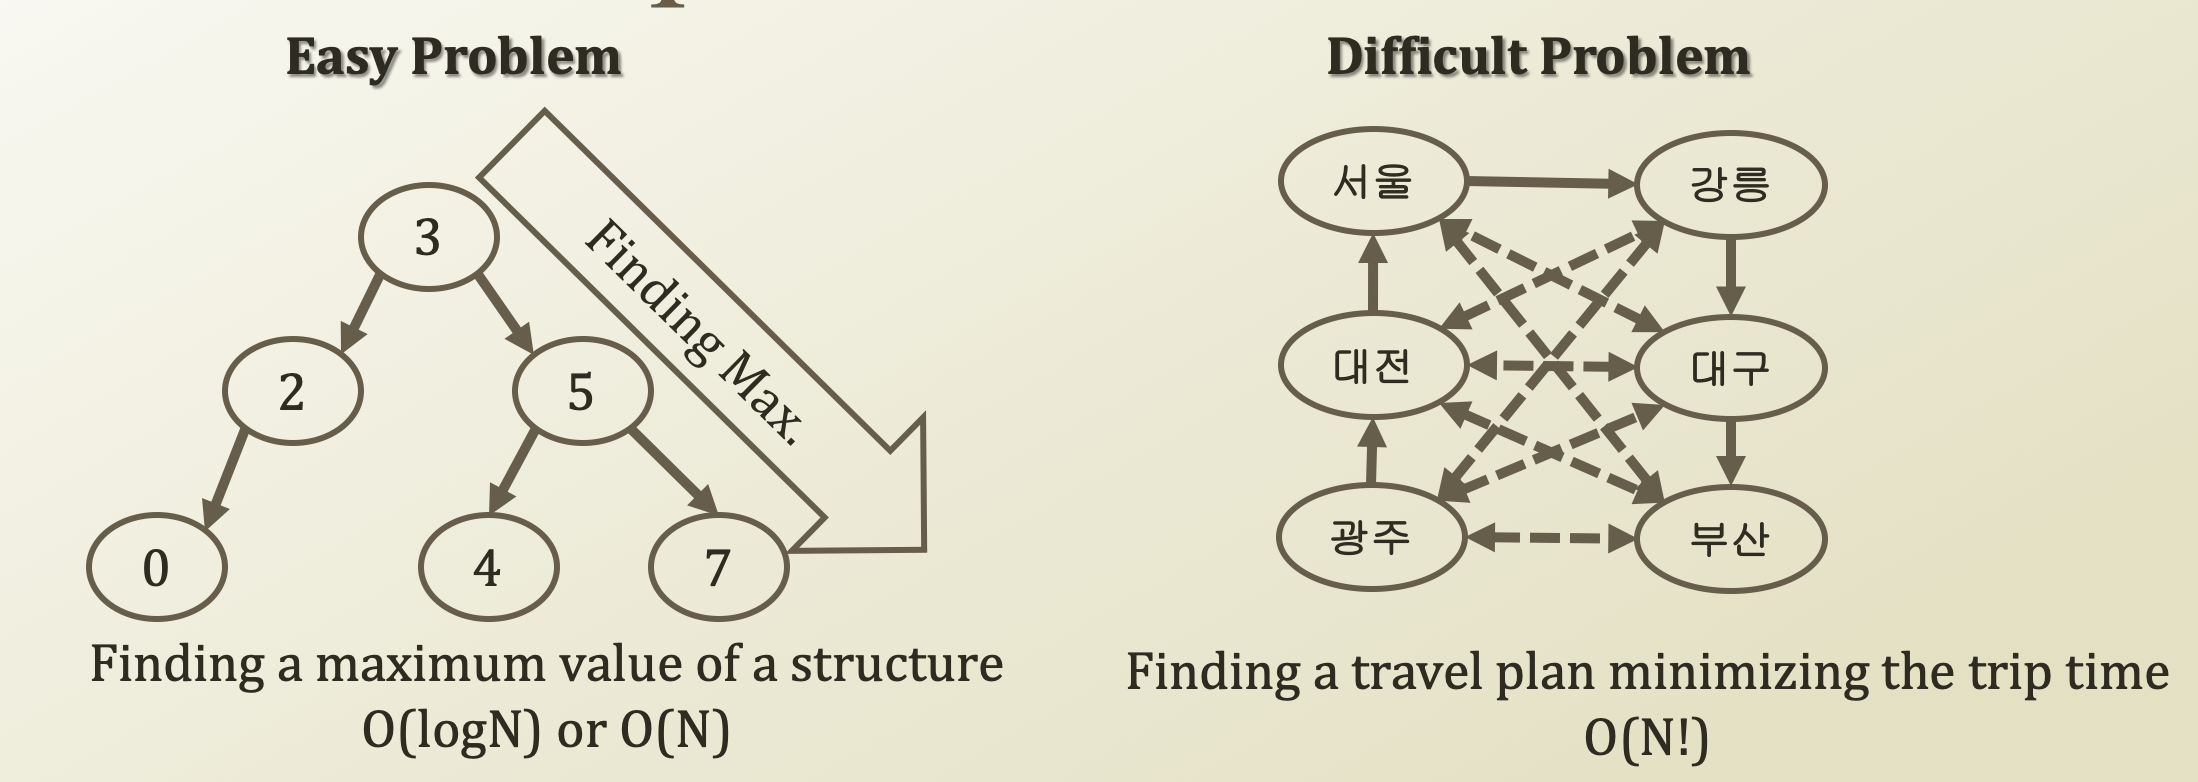 Easy Problem
3
2
5
0
4
7
Finding Max.
Finding a maximum value of a structure
O(logN) or O(N)
Difficult Problem
서울
강릉
대전
대구
광주
부산
Finding a travel plan minimizing the trip time
O(N!)